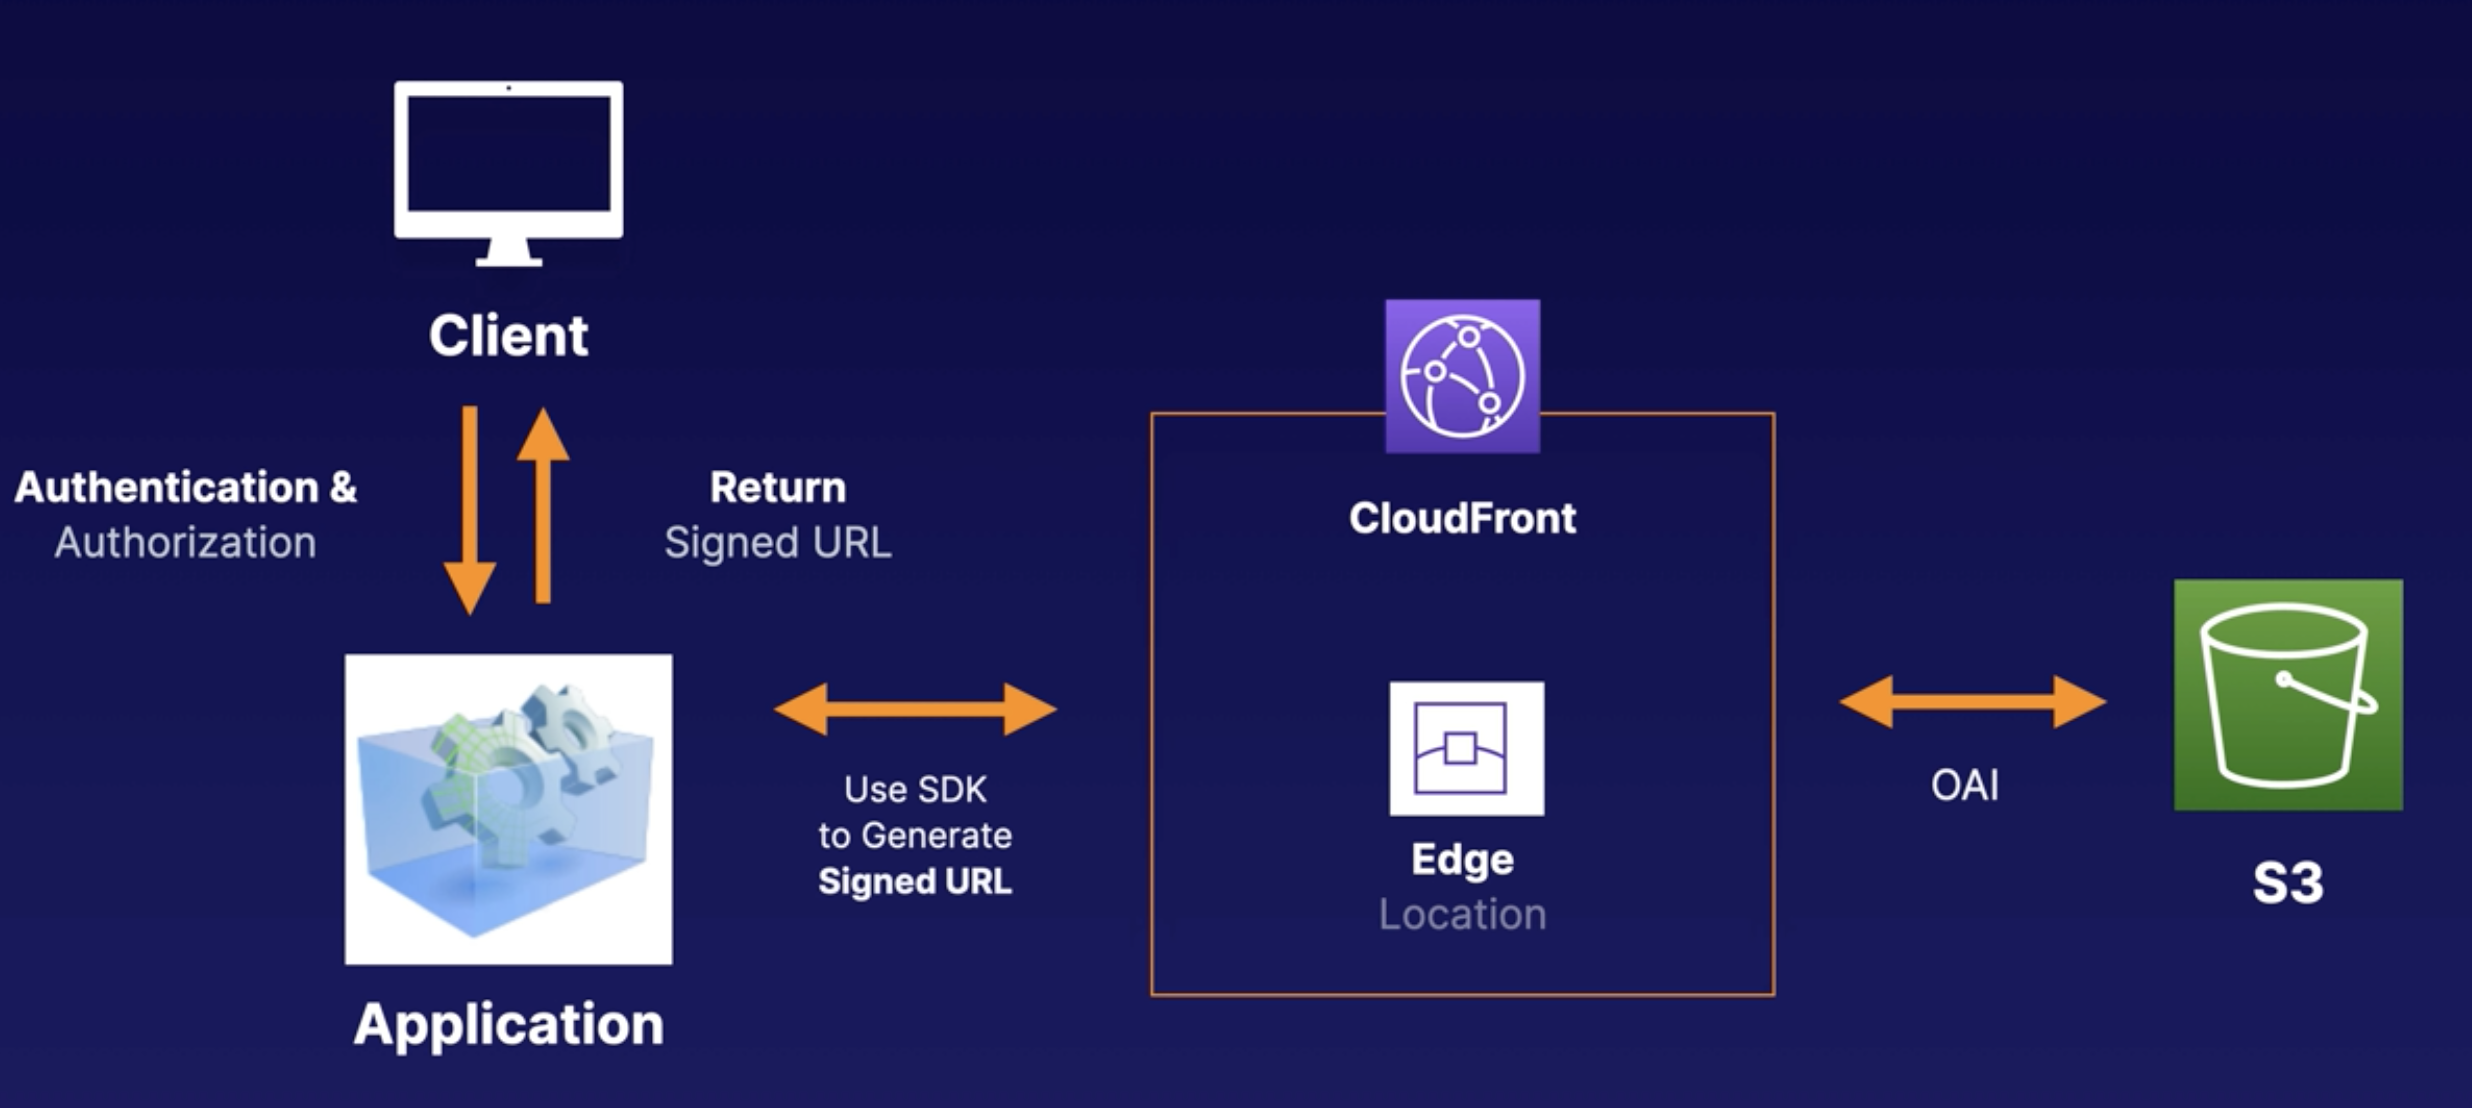 Client
Authentication &
Authorization
Return
Signed URL
Application
Use SDK
to Generate
Signed URL
CloudFront
Edge
Location
OAI
S3